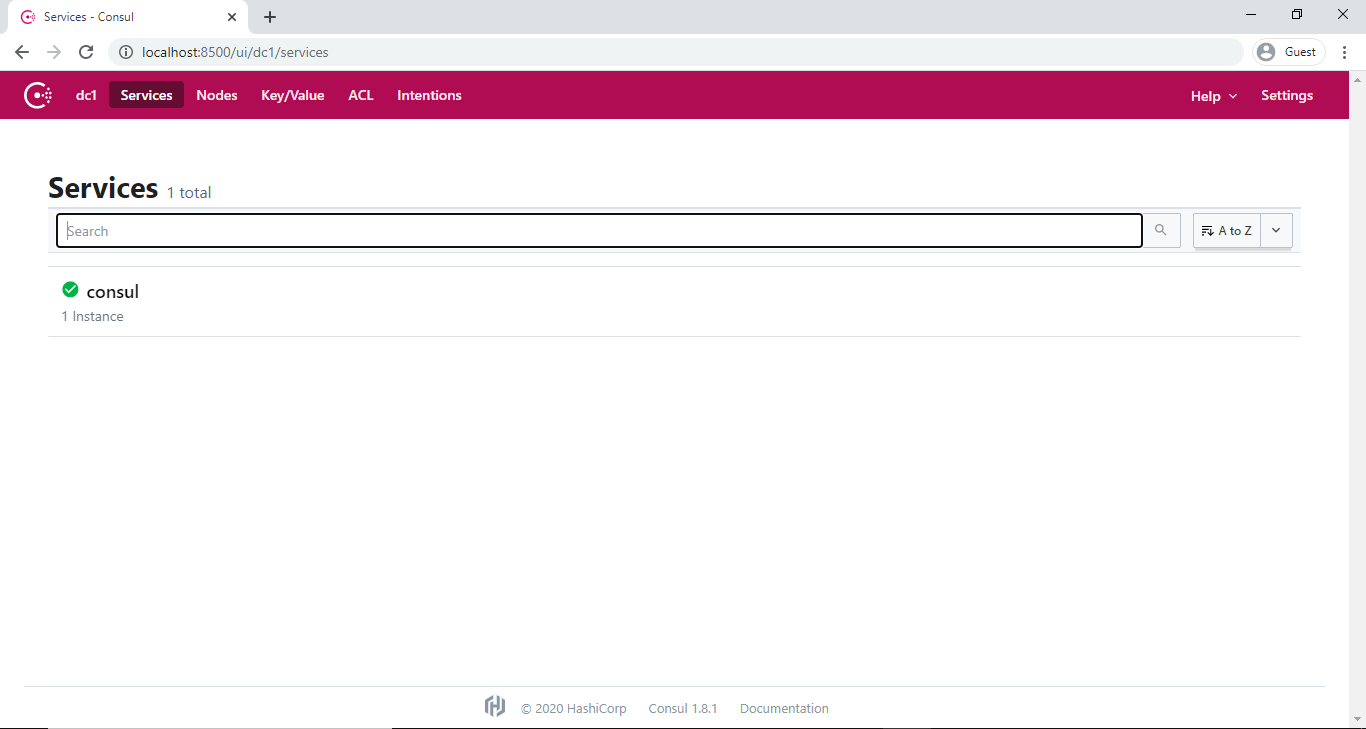 Services - Consul
localhost:8500/ui/dc1/services
Guest
dc1 Services Nodes Key/Value ACL Intentions Help Settings
Services 1 total
Search
A to Z
consul
1 Instance
© 2020 HashiCorp Consul 1.8.1 Documentation